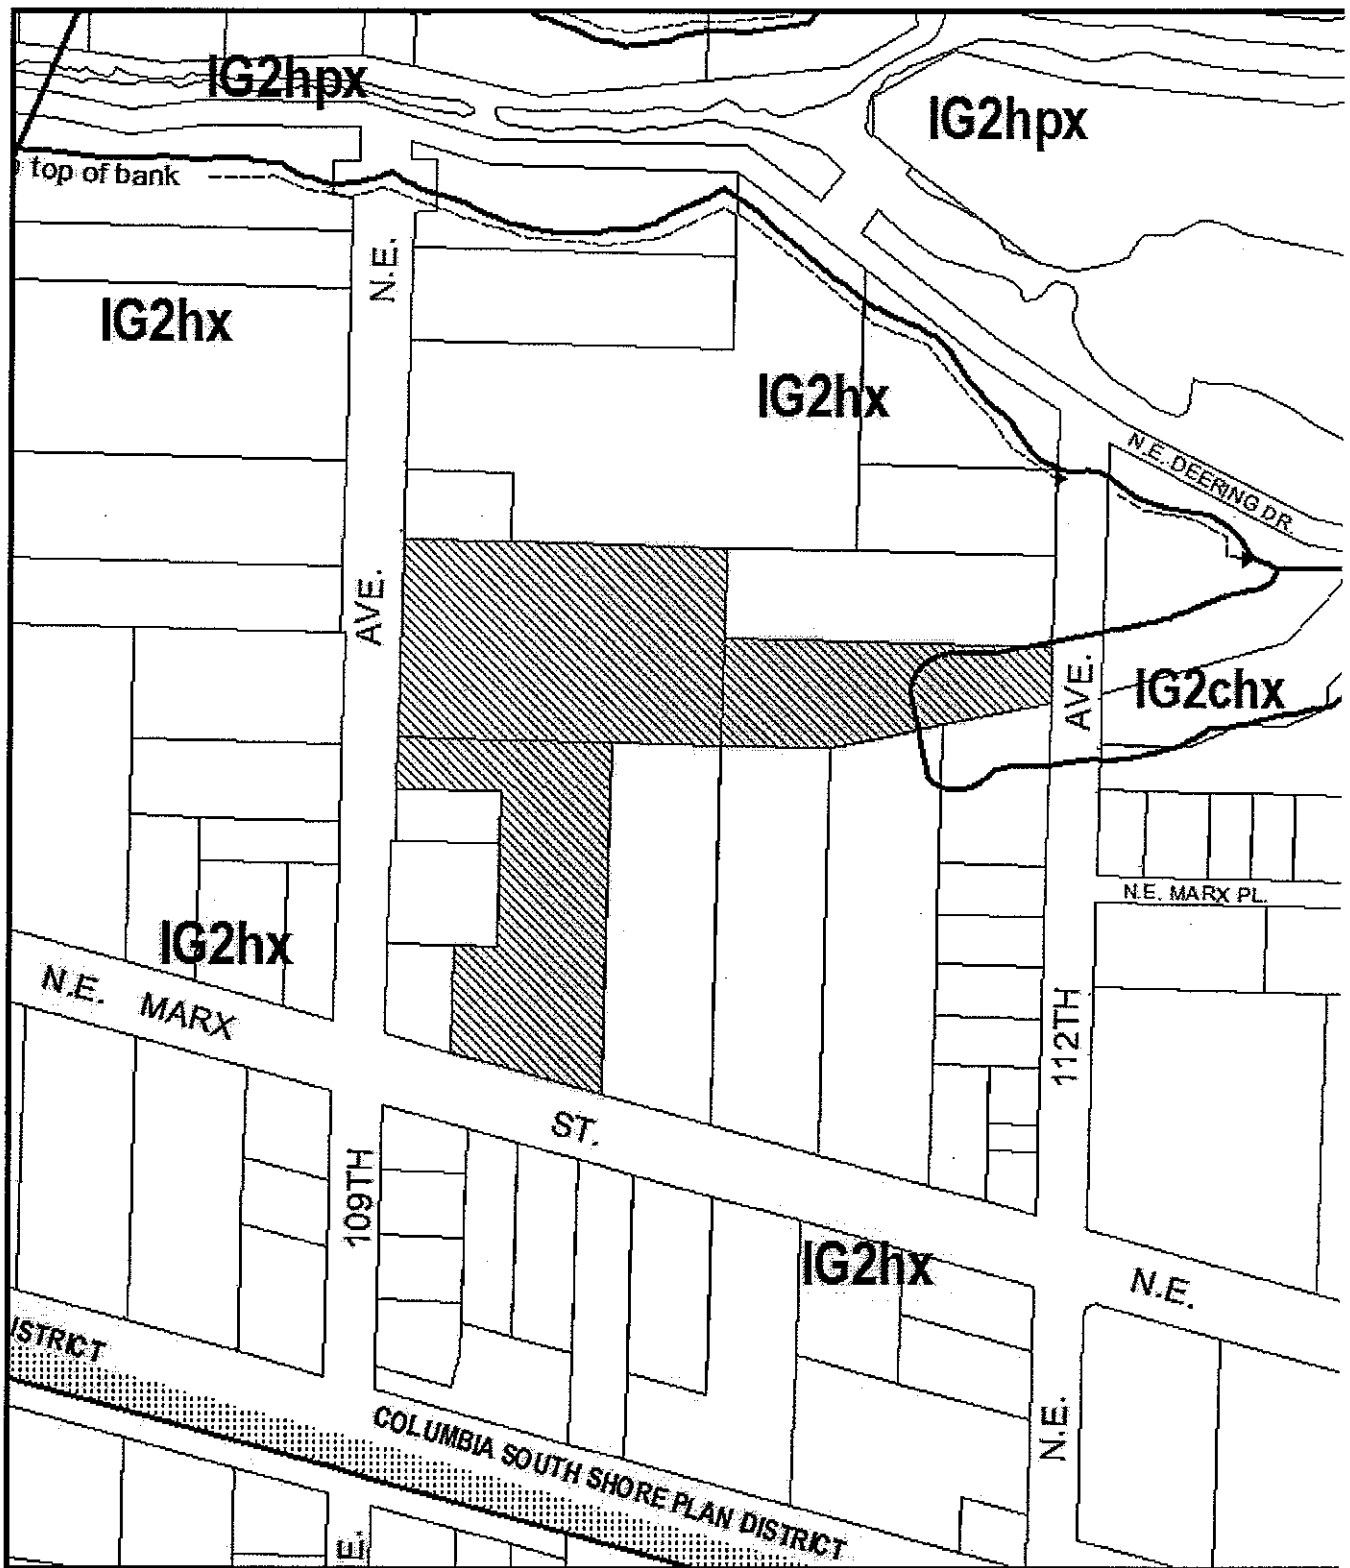 IG2hpx
IG2hpx
top of bank
N.E.
IG2hx
IG2hx
N.E. DEERING DR.
AVE.
AVE.
IG2chx
N.E. MARX PL.
IG2hx
N.E. MARX
112TH
ST.
109TH
IG2hx
N.E.
ISTRICT
N.E.
COLUMBIA SOUTH SHORE PLAN DISTRICT
E.